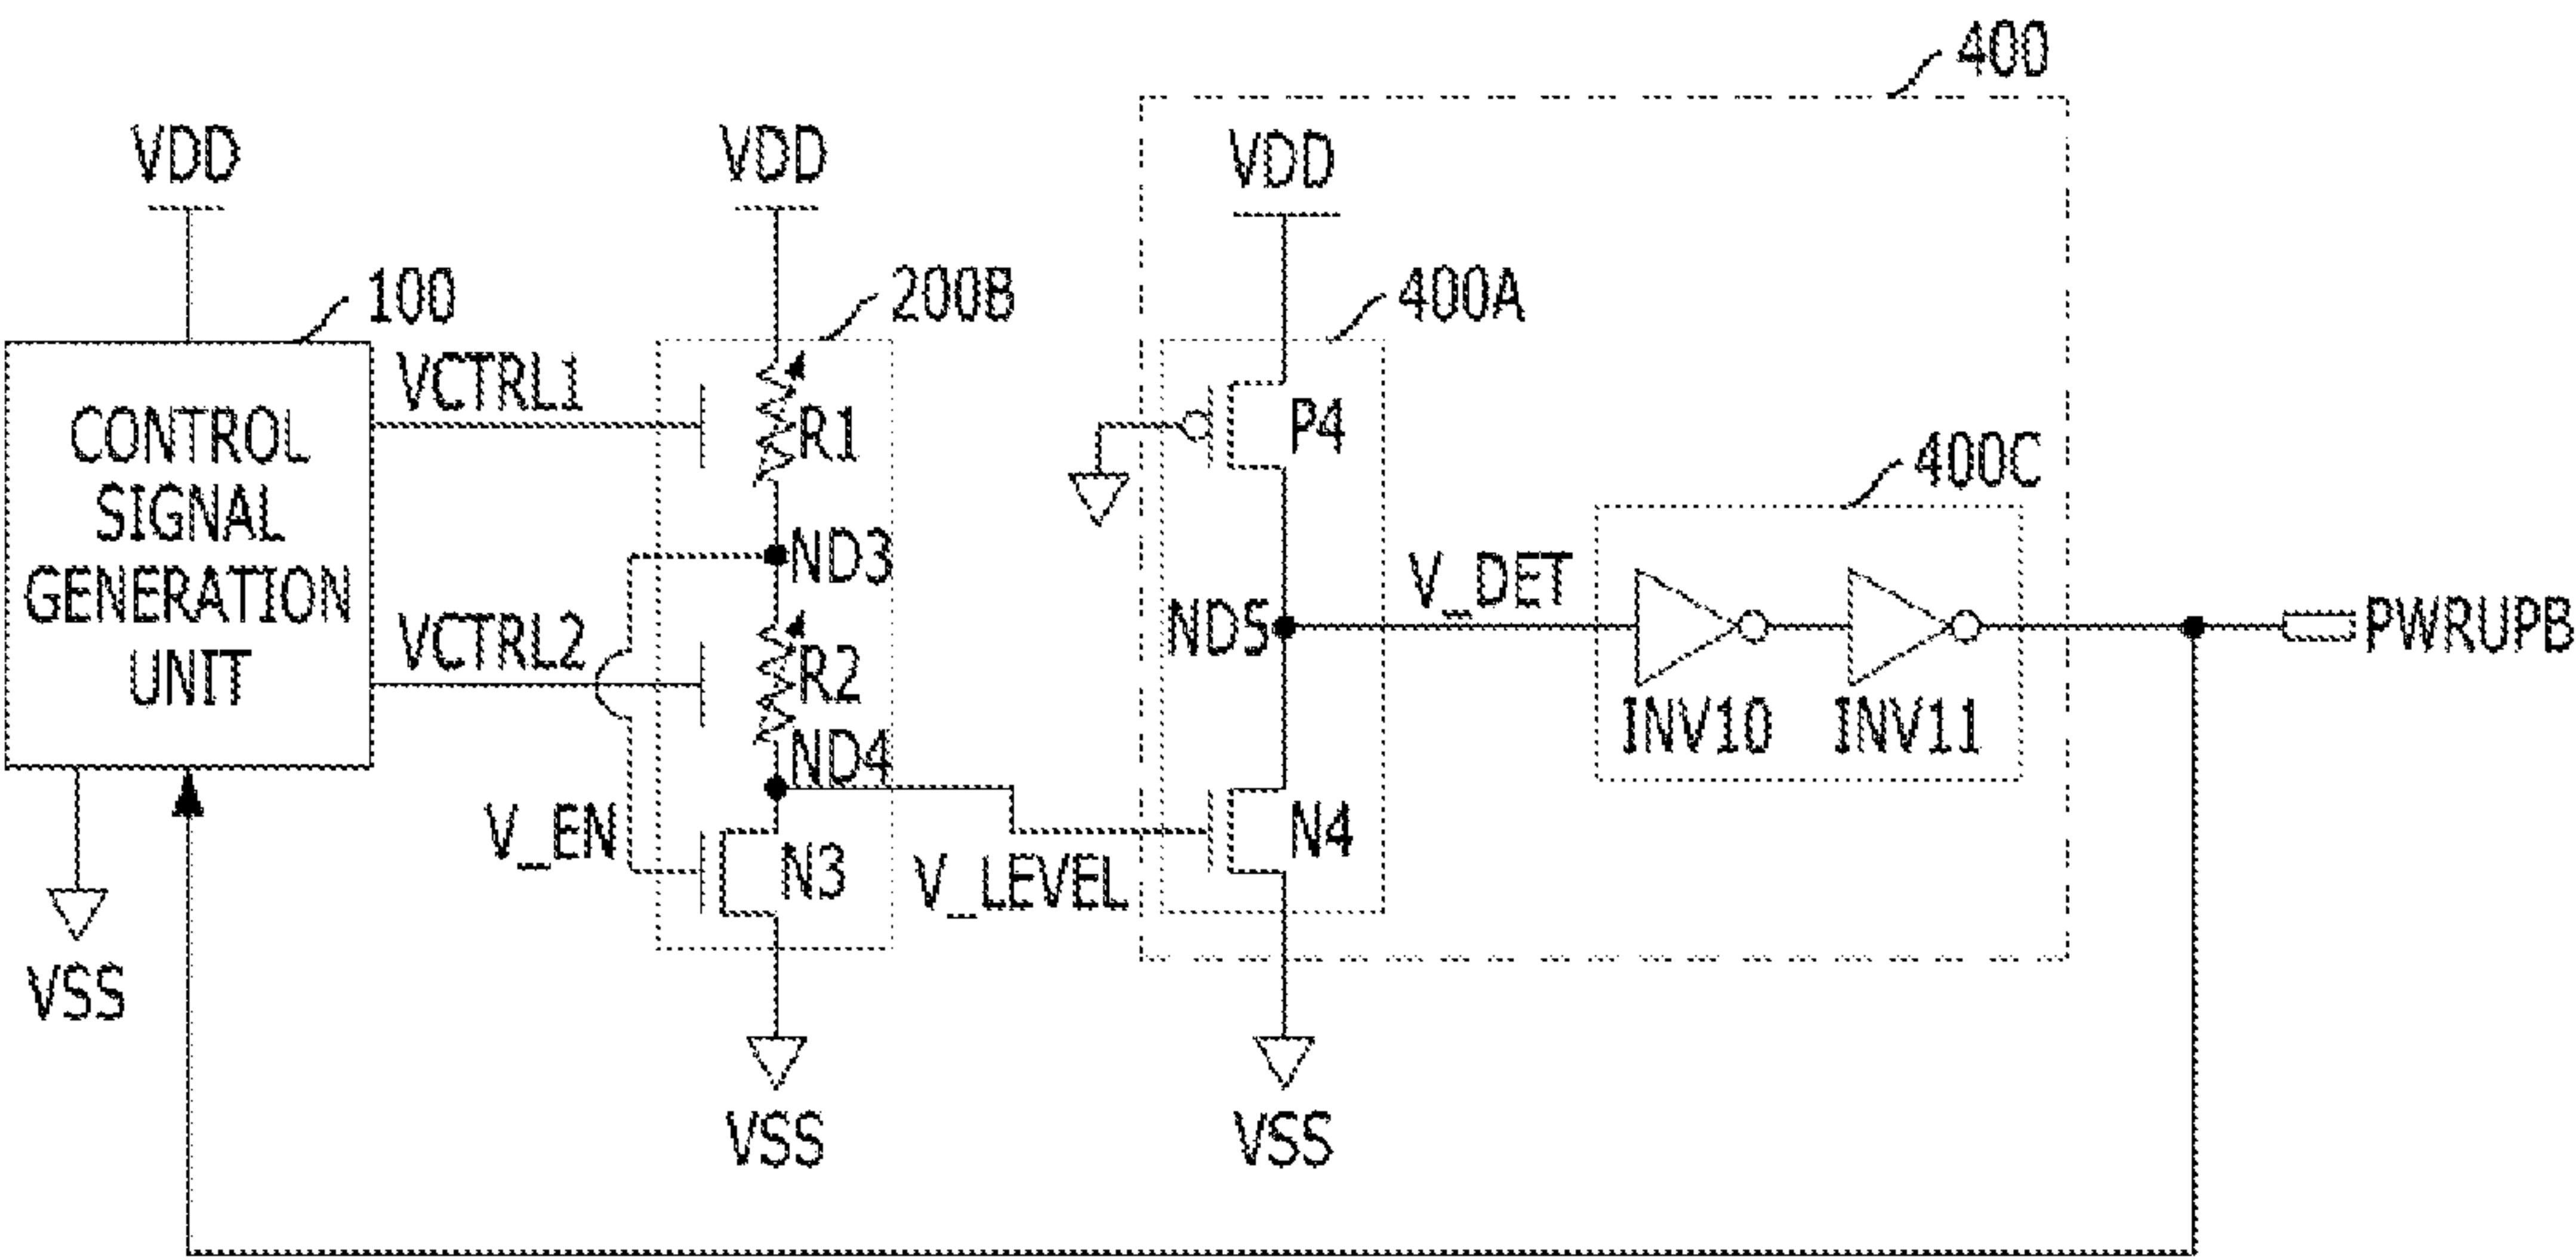 400
VDD
VDD
VDD
100
200B
400A
VCTRL1
CONTROL
SIGNAL
GENERATION
UNIT
R1
P4
400C
ND3
V_DET
ND5
PWRUPB
VCTRL2
R2
INV10
INV11
ND4
V_EN
N3
V_LEVEL
N4
VSS
VSS
VSS